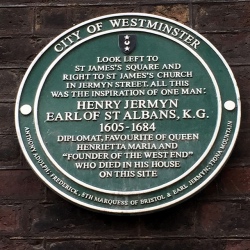 CITY OF WESTMINSTER
LOOK LEFT TO
ST JAMES'S SQUARE AND
RIGHT TO ST JAMES'S CHURCH
IN JERMYN STREET. ALL THIS
WAS THE INSPIRATION OF ONE MAN:
HENRY JERMYN
EARL OF ST ALBANS, K.G.
1605-1684
DIPLOMAT, FAVOURITE OF QUEEN
HENRIETTA MARIA AND
"FOUNDER OF THE WEST END"
WHO DIED IN HIS HOUSE
ON THIS SITE
ANTHONY ADOLPH, FREDERICK, 8TH MARQUESS OF BRISTOL & EARL JERMYN; FIONA MOUNTAIN